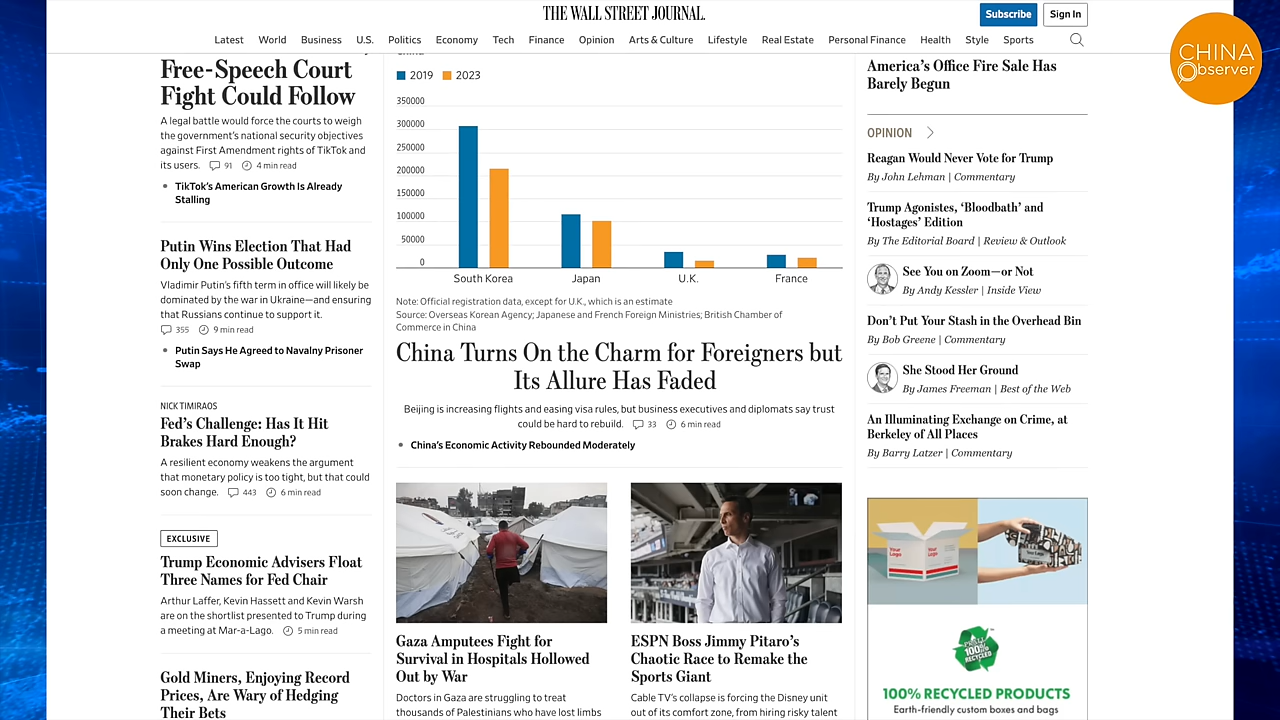 THE WALL STREET JOURNAL.
Subscribe
Sign In
Latest World Business U.S. Politics Economy Tech Finance Opinion Arts & Culture Lifestyle Real Estate Personal Finance Health Style Sports
CHINA
Observer
Free-Speech Court
Fight Could Follow
A legal battle would force the courts to weigh
the government's national security objectives
against First Amendment rights of TikTok and
its users. 91 4 min read
TikTok's American Growth Is Already
Stalling
Putin Wins Election That Had
Only One Possible Outcome
Vladimir Putin's fifth term in office will likely be
dominated by the war in Ukraine—and ensuring
that Russians continue to support it.
355 9 min read
Putin Says He Agreed to Navalny Prisoner
Swap
NICK TIMIRAOS
Fed's Challenge: Has It Hit
Brakes Hard Enough?
A resilient economy weakens the argument
that monetary policy is too tight, but that could
soon change. 443 6 min read
EXCLUSIVE
Trump Economic Advisers Float
Three Names for Fed Chair
Arthur Laffer, Kevin Hassett and Kevin Warsh
are on the shortlist presented to Trump during
a meeting at Mar-a-Lago. 5 min read
Gold Miners, Enjoying Record
Prices, Are Wary of Hedging
Their Bets
2019 2023
350000
300000
250000
200000
150000
100000
50000
0
South Korea Japan U.K. France
Note: Official registration data, except for U.K., which is an estimate
Source: Overseas Korean Agency; Japanese and French Foreign Ministries; British Chamber of
Commerce in China
China Turns On the Charm for Foreigners but
Its Allure Has Faded
Beijing is increasing flights and easing visa rules, but business executives and diplomats say trust
could be hard to rebuild. 33 6 min read
China's Economic Activity Rebounded Moderately
Gaza Amputees Fight for
Survival in Hospitals Hollowed
Out by War
Doctors in Gaza are struggling to treat
thousands of Palestinians who have lost limbs
ESPN Boss Jimmy Pitaro's
Chaotic Race to Remake the
Sports Giant
Cable TV's collapse is forcing the Disney unit
out of its comfort zone, from hiring risky talent
America's Office Fire Sale Has
Barely Begun
OPINION
Reagan Would Never Vote for Trump
By John Lehman | Commentary
Trump Agonistes, 'Bloodbath' and
'Hostages' Edition
By The Editorial Board | Review & Outlook
See You on Zoom—or Not
By Andy Kessler | Inside View
Don't Put Your Stash in the Overhead Bin
By Bob Greene | Commentary
She Stood Her Ground
By James Freeman | Best of the Web
An Illuminating Exchange on Crime, at
Berkeley of All Places
By Barry Latzer | Commentary
Your
Logo
Your
Logo
100%
RECYCLED
100% RECYCLED PRODUCTS
Earth-friendly custom boxes and bags